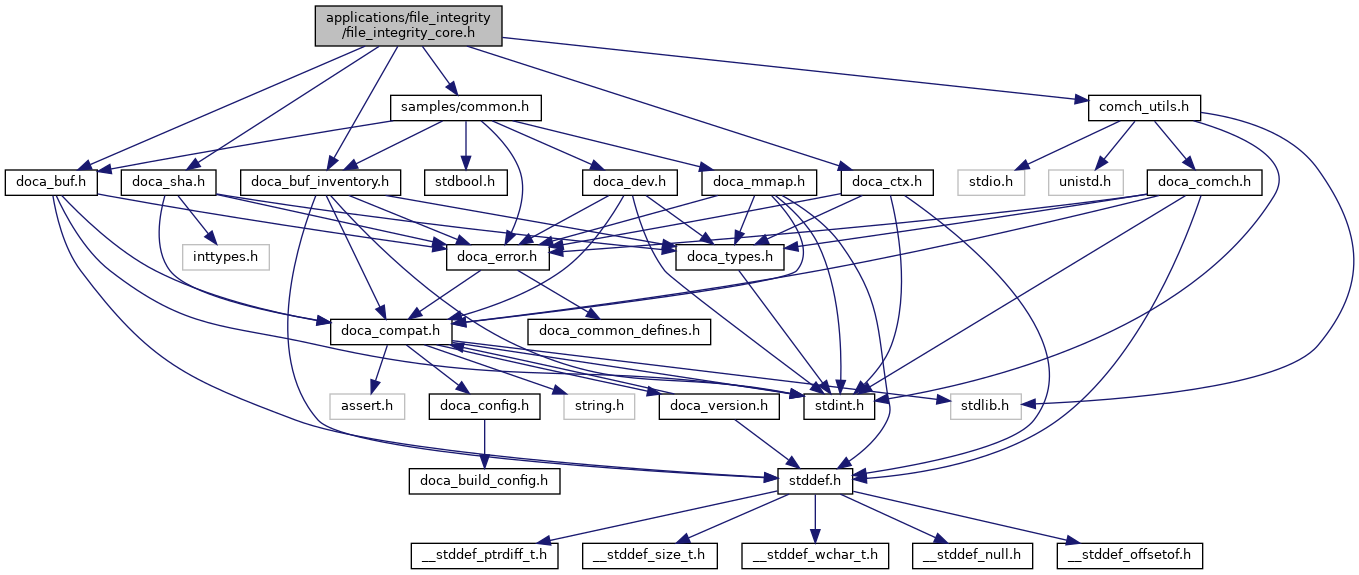 applications/file_integrity
/file_integrity_core.h
samples/common.h
comch_utils.h
doca_buf.h
doca_sha.h
doca_buf_inventory.h
stdbool.h
doca_dev.h
doca_mmap.h
doca_ctx.h
stdio.h
unistd.h
doca_comch.h
inttypes.h
doca_error.h
doca_types.h
doca_compat.h
doca_common_defines.h
assert.h
doca_config.h
string.h
doca_version.h
stdint.h
stdlib.h
doca_build_config.h
stddef.h
__stddef_ptrdiff_t.h
__stddef_size_t.h
__stddef_wchar_t.h
__stddef_null.h
__stddef_offsetof.h